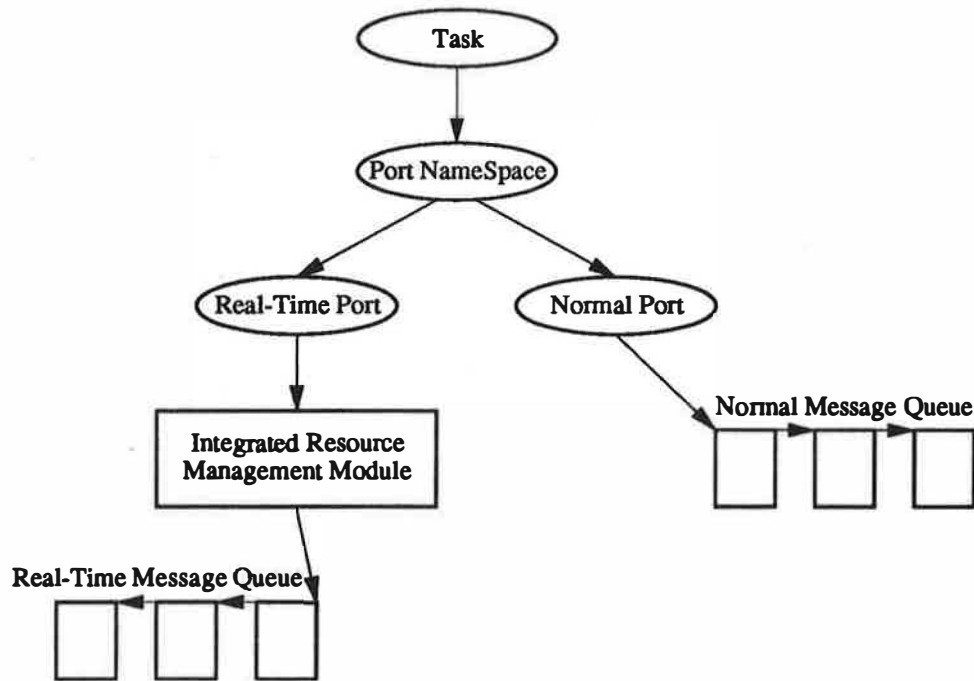 Task
Port NameSpace
Real-Time Port
Normal Port
Normal Message Queue
Integrated Resource
Management Module
Real-Time Message Queue